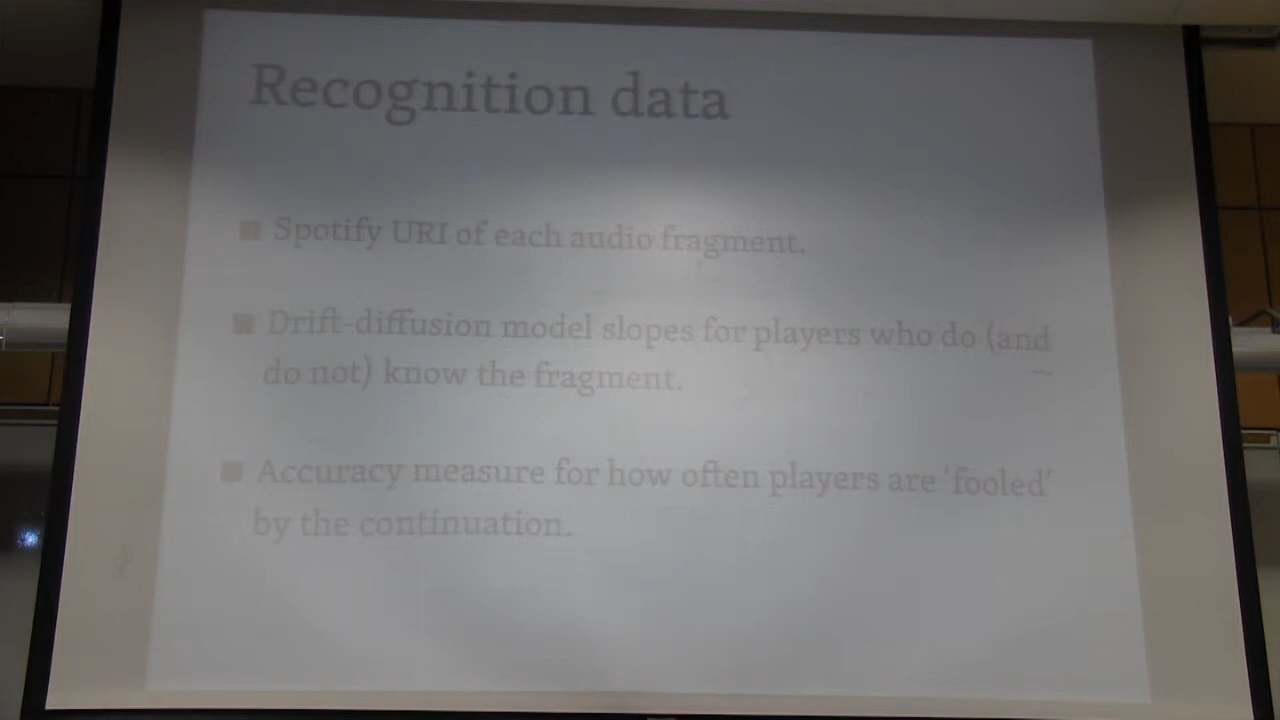 Recognition data
Spotify URI of each audio fragment.
Drift-diffusion model slopes for players who do (and
do not) know the fragment.
Accuracy measure for how often players are ‘fooled’
by the continuation.